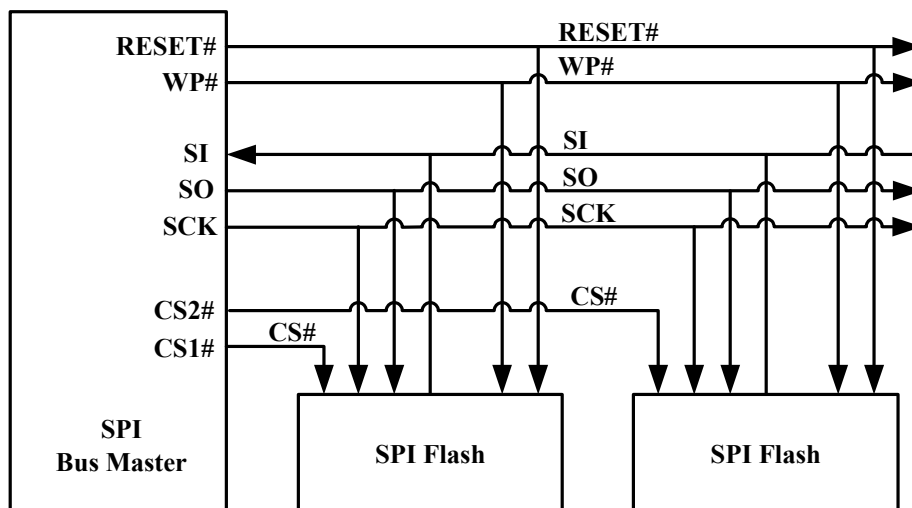 RESET#
RESET#
WP#
WP#
SI
SI
SO
SO
SCK
SCK
CS2#
CS#
CS1#
CS#
SPI
Bus Master
SPI Flash
SPI Flash